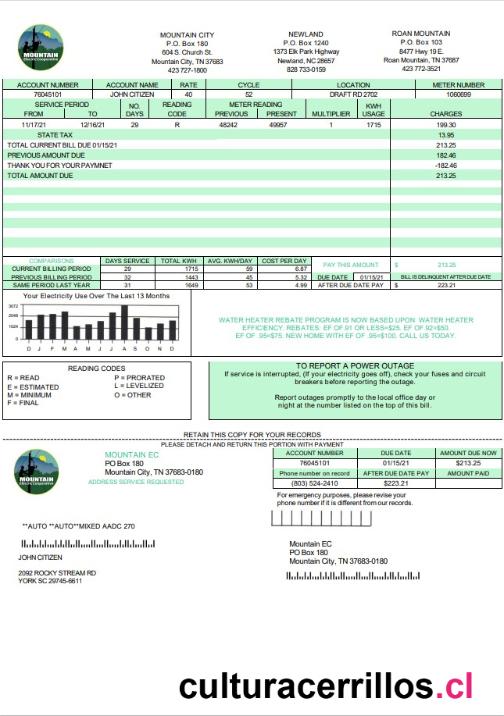 MOUNTAIN CITY
P.O. Box 180
604 S. Church St.
Mountain City, TN 37683
423 727-1800
NEWLAND
P.O. Box 1240
1373 Elk Park Highway
Newland, NC 28657
828 733-0159
ROAN MOUNTAIN
P.O. Box 103
8477 Hwy. 19 E.
Roan Mountain, TN 37687
423 772-3521
MOUNTAIN
Electric Cooperative
ACCOUNT NUMBER ACCOUNT NAME RATE CYCLE LOCATION METER NUMBER
76045101 JOHN CITIZEN 40 52 DRAFT RD 2702 1060699
SERVICE PERIOD NO. READING METER READING KWH
FROM TO DAYS CODE PREVIOUS PRESENT MULTIPLIER USAGE CHARGES
11/17/21 12/16/21 29 R 48242 49957 1 1715 199.30
STATE TAX 13.95
TOTAL CURRENT BILL DUE 01/15/21 213.25
PREVIOUS AMOUNT DUE 182.46
THANK YOU FOR YOUR PAYMNET -182.46
TOTAL AMOUNT DUE 213.25
COMPARISONS DAYS SERVICE TOTAL KWH AVG. KWH/DAY COST PER DAY
CURRENT BILLING PERIOD 29 1715 59 6.87
PREVIOUS BILLING PERIOD 32 1443 45 5.32
SAME PERIOD LAST YEAR 31 1649 53 4.99
PAY THIS AMOUNT $ 213.25
DUE DATE 01/15/21 BILL IS DELINQUENT AFTER DUE DATE
AFTER DUE DATE PAY $ 223.21
Your Electricity Use Over The Last 13 Months
3072
2048
1024
0
D J F M A M J J A S O N D
WATER HEATER REBATE PROGRAM IS NOW BASED UPON WATER HEATER
EFFICIENCY. REBATES: EF OF.91 OR LESS=$25. EF OF.92=$50.
EF OF .95=$75. NEW HOME WITH EF OF .95=$100. CALL US TODAY.
READING CODES
R = READ
E = ESTIMATED
M = MINIMUM
F = FINAL
P = PRORATED
L = LEVELIZED
O = OTHER
TO REPORT A POWER OUTAGE
If service is interrupted, (If your electricity goes off), check your fuses and circuit
breakers before reporting the outage.
Report outages promptly to the local office day or
night at the number listed on the top of this bill.
RETAIN THIS COPY FOR YOUR RECORDS
PLEASE DETACH AND RETURN THIS PORTION WITH PAYMENT
MOUNTAIN
Electric Cooperative
MOUNTAIN EC
PO Box 180
Mountain City, TN 37683-0180
ADDRESS SERVICE REQUESTED
ACCOUNT NUMBER DUE DATE AMOUNT DUE NOW
76045101 01/15/21 $213.25
Phone number on record AFTER DUE DATE PAY AMOUNT PAID
(803) 524-2410 $223.21
For emergency purposes, please revise your
phone number if it is different from our records.
**AUTO **AUTO**MIXED AADC 270
JOHN CITIZEN
2092 ROCKY STREAM RD
YORK SC 29745-6611
Mountain EC
PO Box 180
Mountain City, TN 37683-0180
culturacerrillos.cl